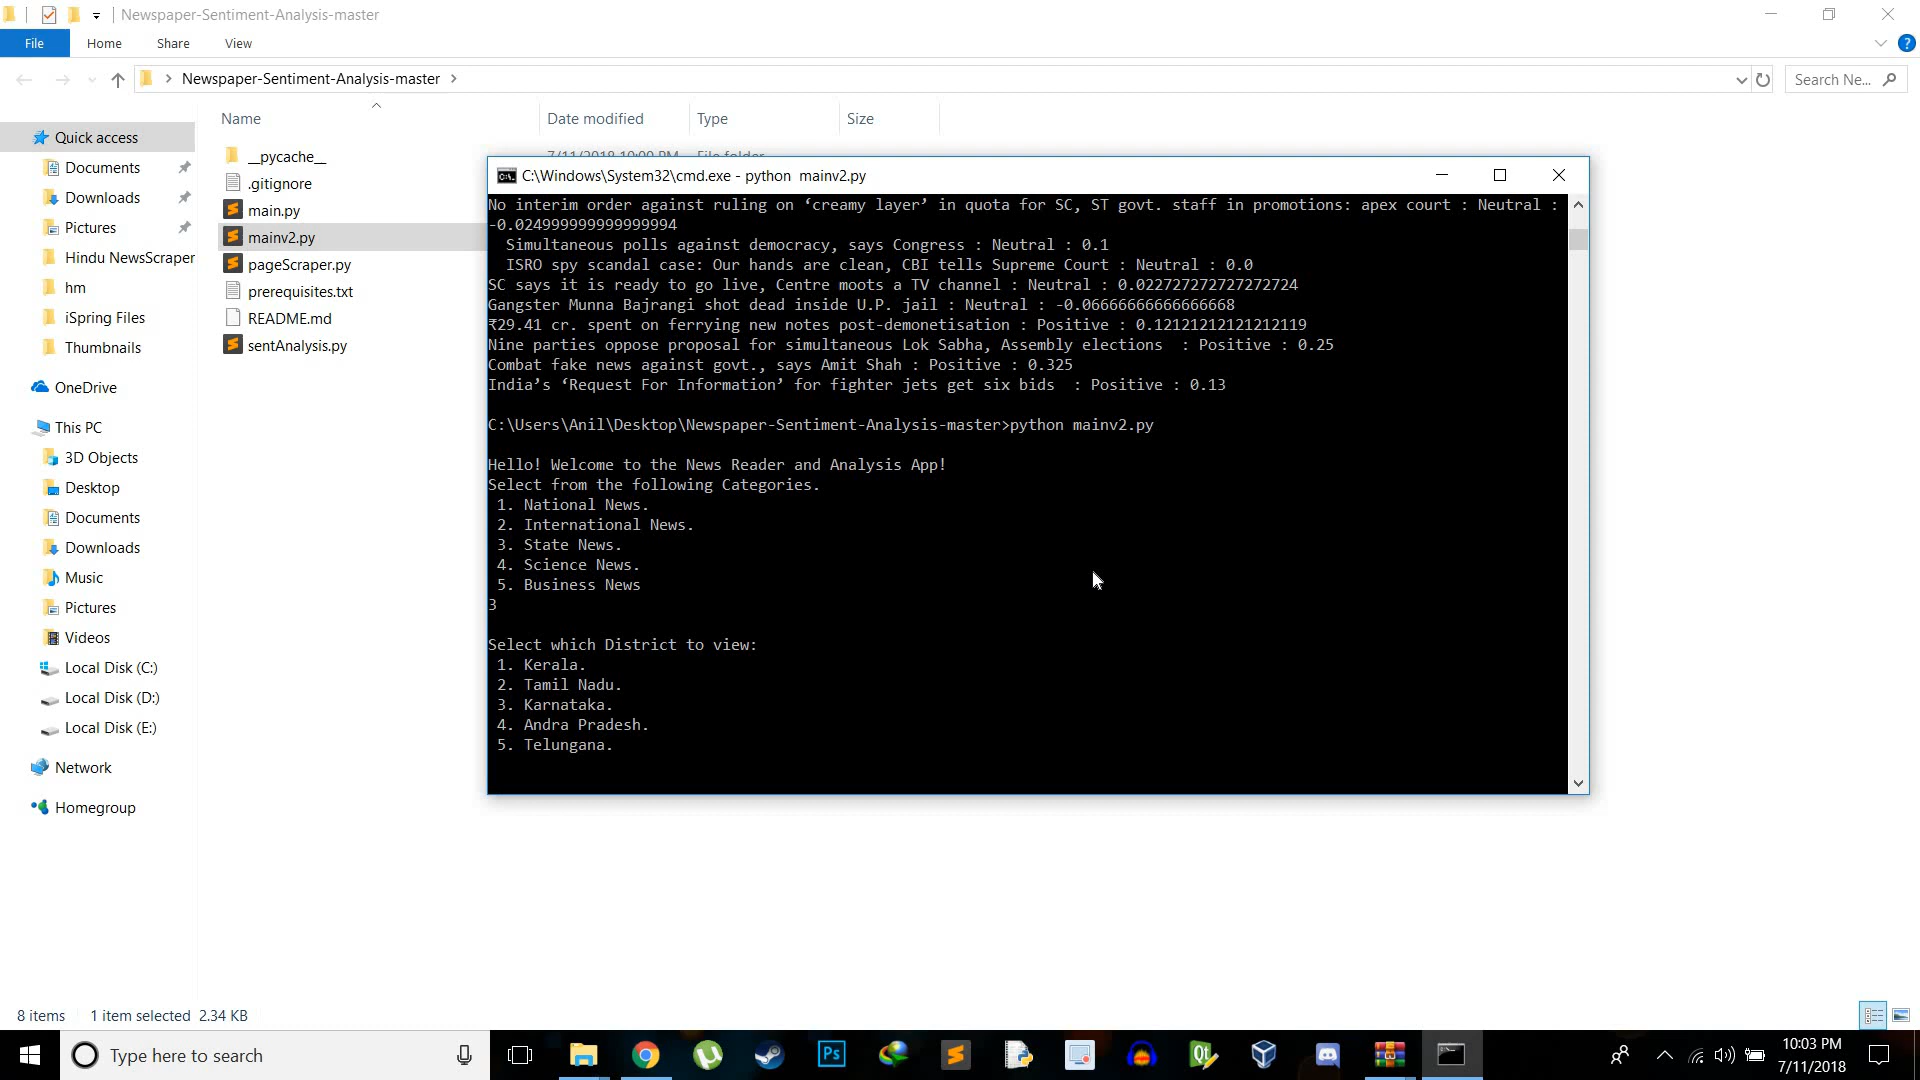 Newspaper-Sentiment-Analysis-master
File Home Share View
Newspaper-Sentiment-Analysis-master
Search Ne...
Name Date modified Type Size
Quick access
Documents
Downloads
Pictures
Hindu NewsScraper
hm
iSpring Files
Thumbnails
OneDrive
This PC
3D Objects
Desktop
Documents
Downloads
Music
Pictures
Videos
Local Disk (C:)
Local Disk (D:)
Local Disk (E:)
Network
Homegroup
__pycache__ 7/11/2018 10:00 PM File folder
.gitignore
main.py
mainv2.py
pageScraper.py
prerequisites.txt
README.md
sentAnalysis.py
C:\Windows\System32\cmd.exe - python  mainv2.py
No interim order against ruling on ‘creamy layer’ in quota for SC, ST govt. staff in promotions: apex court : Neutral :
-0.024999999999999994
  Simultaneous polls against democracy, says Congress : Neutral : 0.1
  ISRO spy scandal case: Our hands are clean, CBI tells Supreme Court : Neutral : 0.0
SC says it is ready to go live, Centre moots a TV channel : Neutral : 0.022727272727272724
Gangster Munna Bajrangi shot dead inside U.P. jail : Neutral : -0.06666666666666668
₹29.41 cr. spent on ferrying new notes post-demonetisation : Positive : 0.12121212121212119
Nine parties oppose proposal for simultaneous Lok Sabha, Assembly elections  : Positive : 0.25
Combat fake news against govt., says Amit Shah : Positive : 0.325
India’s ‘Request For Information’ for fighter jets get six bids  : Positive : 0.13
C:\Users\Anil\Desktop\Newspaper-Sentiment-Analysis-master>python mainv2.py
Hello! Welcome to the News Reader and Analysis App!
Select from the following Categories.
1. National News.
2. International News.
3. State News.
4. Science News.
5. Business News
3
Select which District to view:
1. Kerala.
2. Tamil Nadu.
3. Karnataka.
4. Andra Pradesh.
5. Telungana.
8 items 1 item selected 2.34 KB
Type here to search
Ps
10:03 PM
7/11/2018